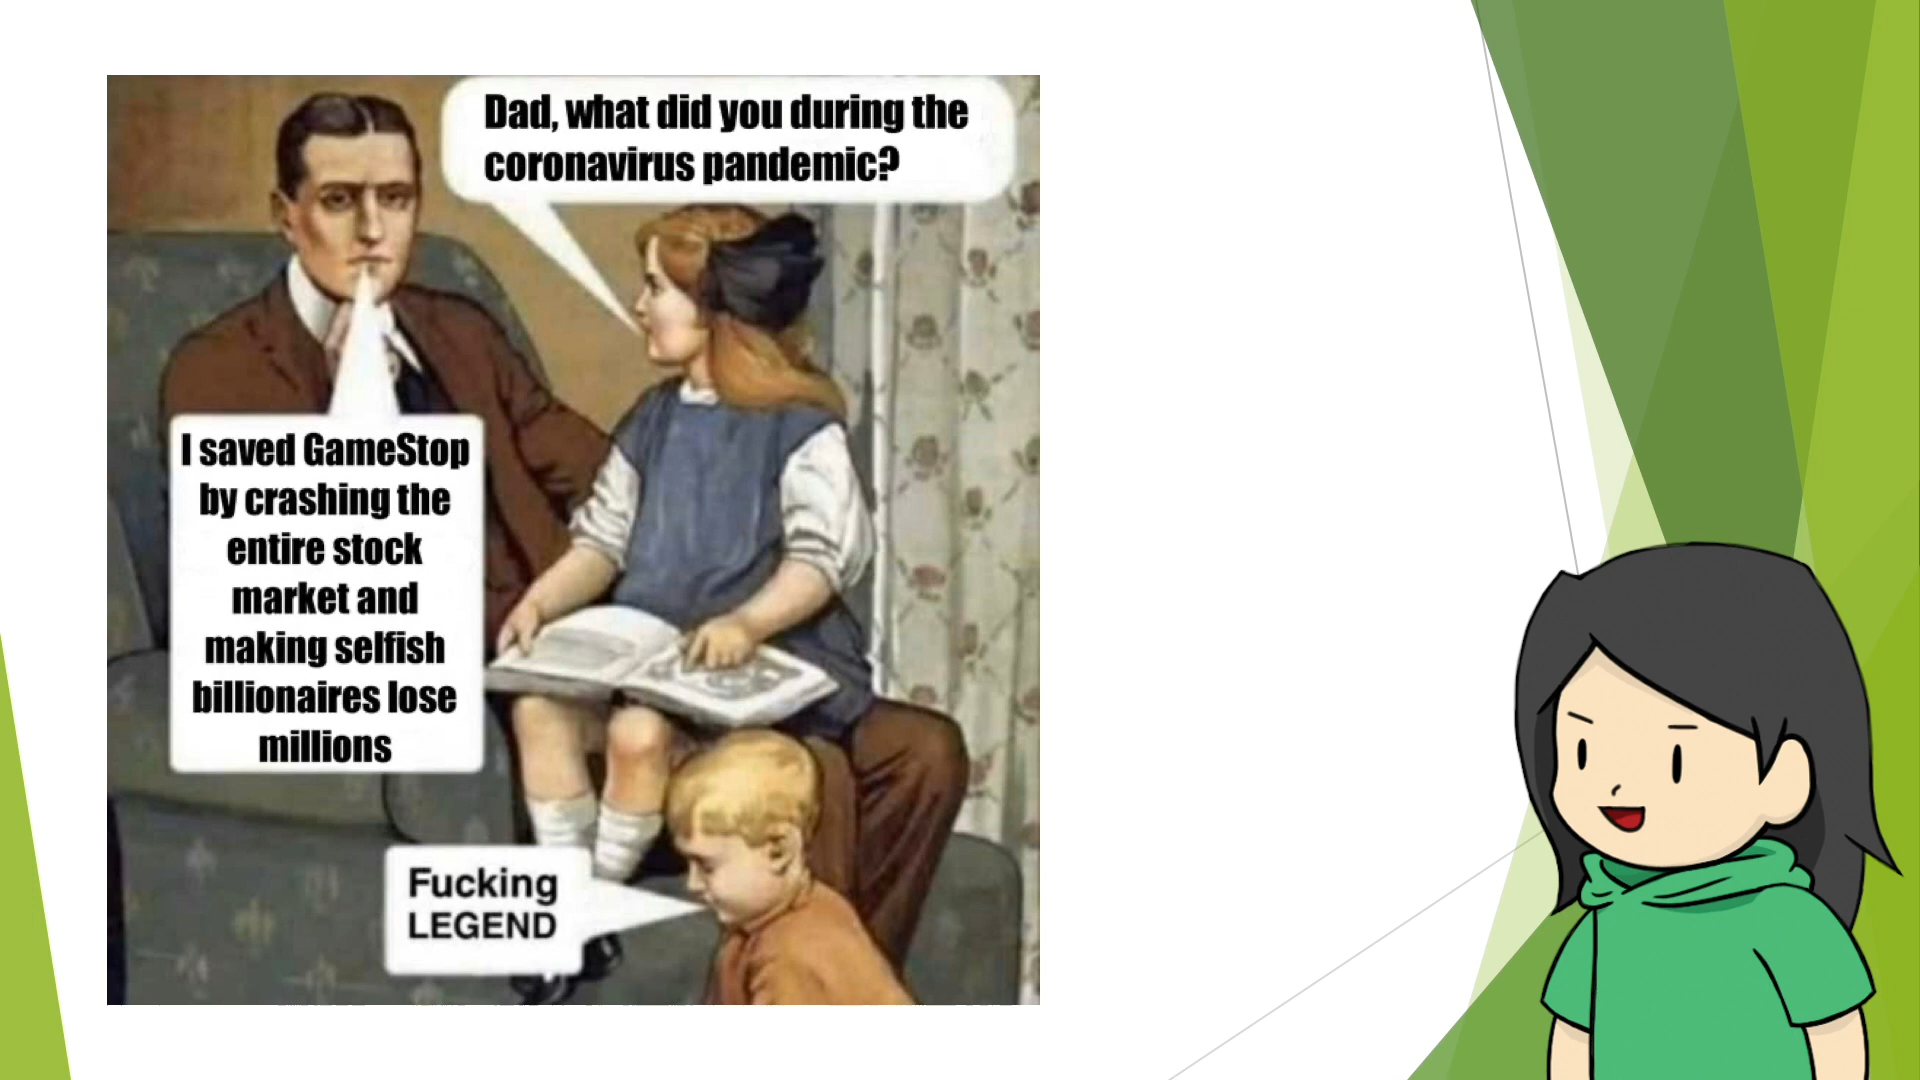 Dad, what did you during the
coronavirus pandemic?
I saved GameStop
by crashing the
entire stock
market and
making selfish
billionaires lose
millions
Fucking
LEGEND